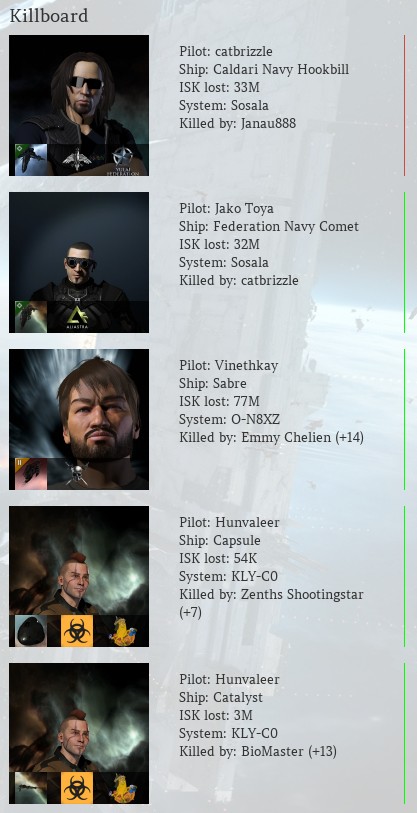 Killboard
Pilot: catbrizzle
Ship: Caldari Navy Hookbill
ISK lost: 33M
System: Sosala
Killed by: Janau888
Pilot: Jako Toya
Ship: Federation Navy Comet
ISK lost: 32M
System: Sosala
Killed by: catbrizzle
ALIASTRA
Pilot: Vinethkay
Ship: Sabre
ISK lost: 77M
System: O-N8XZ
Killed by: Emmy Chelien (+14)
II
Pilot: Hunvaleer
Ship: Capsule
ISK lost: 54K
System: KLY-C0
Killed by: Zenths Shootingstar
(+7)
Pilot: Hunvaleer
Ship: Catalyst
ISK lost: 3M
System: KLY-C0
Killed by: BioMaster (+13)